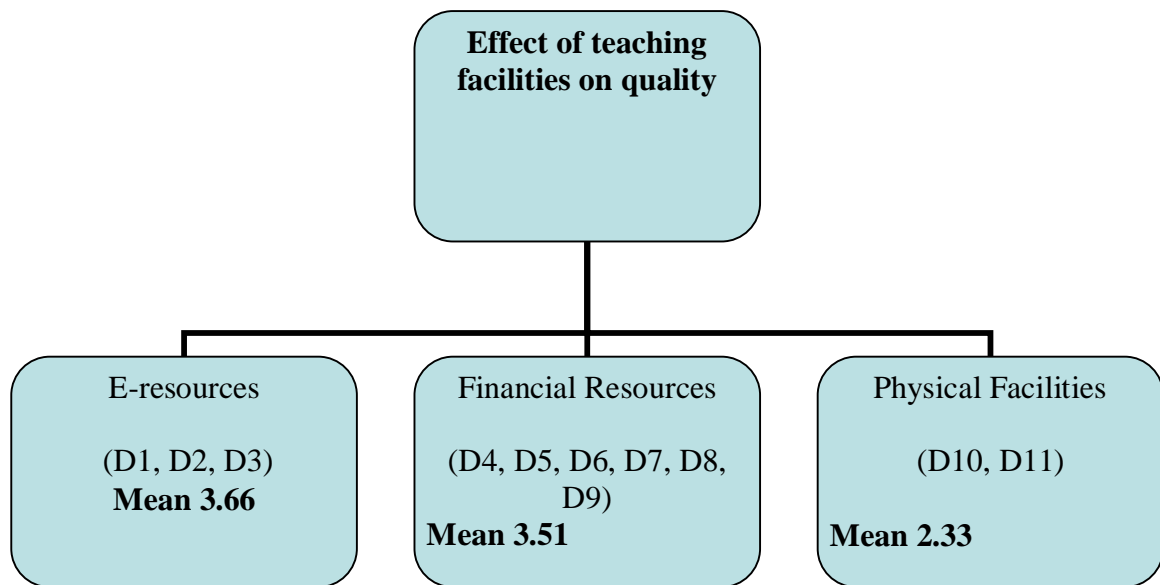 Effect of teaching
facilities on quality
E-resources
(D1, D2, D3)
Mean 3.66
Financial Resources
(D4, D5, D6, D7, D8,
D9)
Mean 3.51
Physical Facilities
(D10, D11)
Mean 2.33